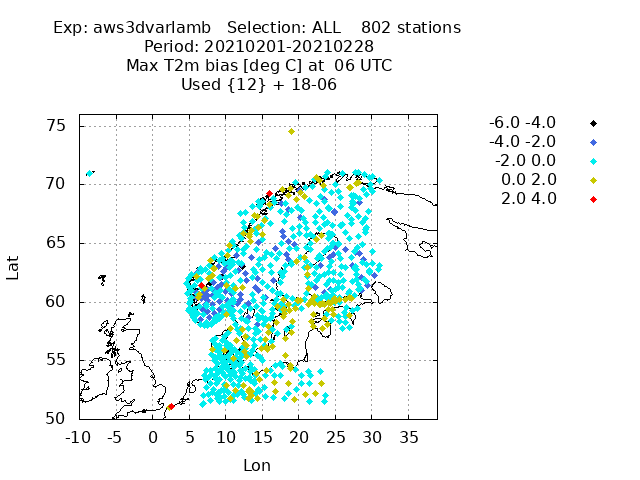 Exp: aws3dvarlamb   Selection: ALL    802 stations
Period: 20210201-20210228
Max T2m bias [deg C] at  06 UTC
Used {12} + 18-06
-6.0 -4.0
-4.0 -2.0
-2.0 0.0
0.0 2.0
2.0 4.0
75
70
65
60
55
50
Lat
-10 -5 0 5 10 15 20 25 30 35
Lon